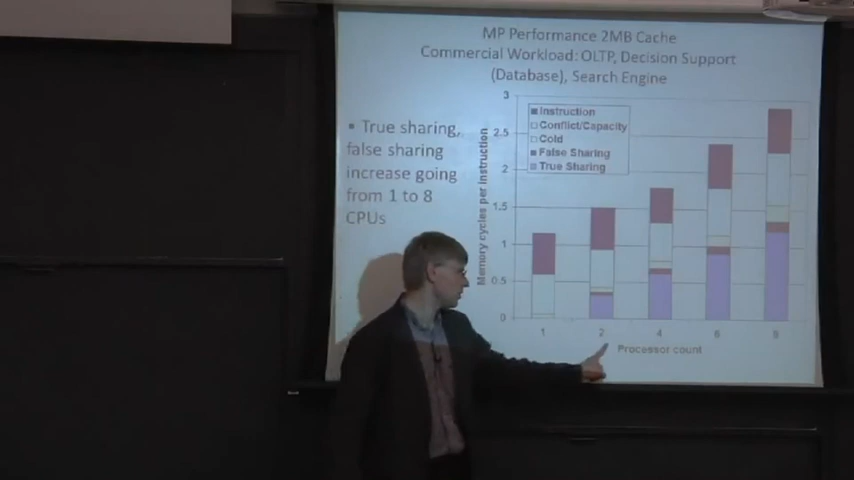 MP Performance 2MB Cache
Commercial Workload: OLTP, Decision Support
(Database), Search Engine
▪ True sharing,
false sharing
increase going
from 1 to 8
CPUs
Memory cycles per instruction
3
2.5
2
1.5
1
0.5
0
Instruction
Conflict/Capacity
Cold
False Sharing
True Sharing
1 2 4 6 8
Processor count